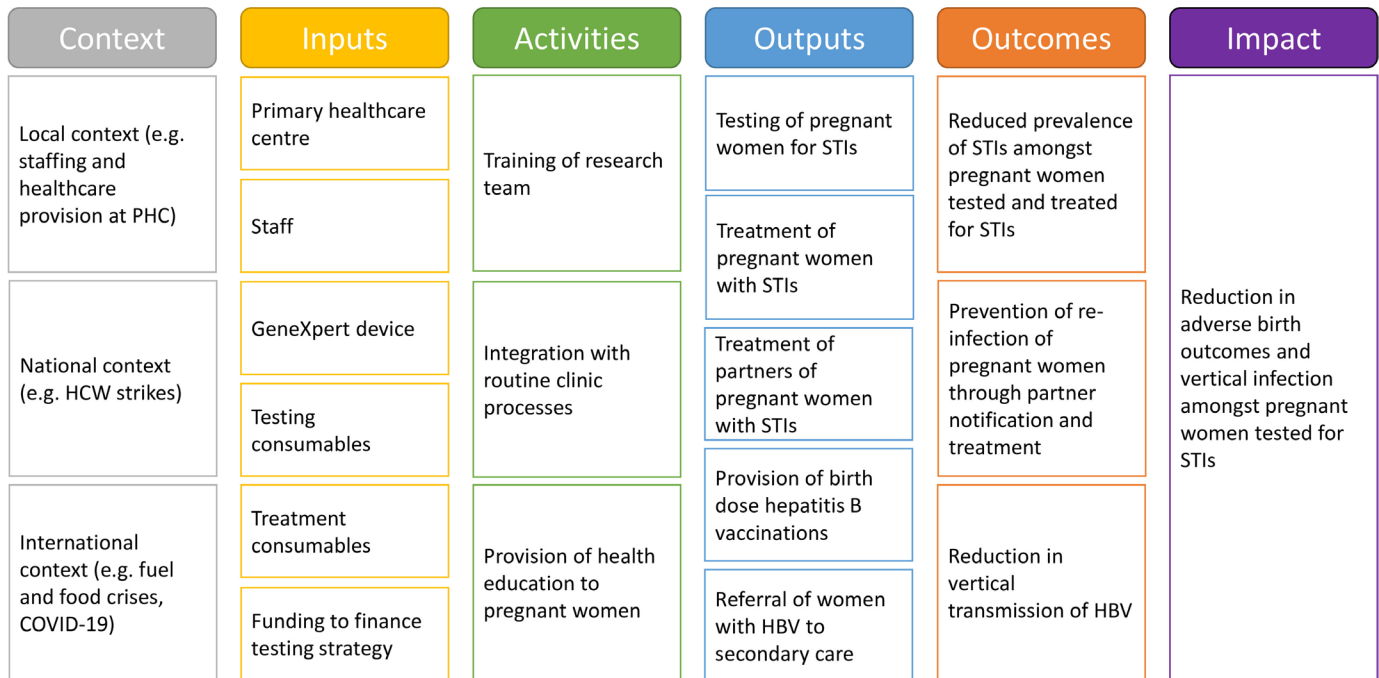 Context
Inputs
Activities
Outputs
Outcomes
Impact
Local context (e.g.
staffing and
healthcare
provision at PHC)
National context
(e.g. HCW strikes)
International
context (e.g. fuel
and food crises,
COVID-19)
Primary healthcare
centre
Staff
GeneXpert device
Testing
consumables
Treatment
consumables
Funding to finance
testing strategy
Training of research
team
Integration with
routine clinic
processes
Provision of health
education to
pregnant women
Testing of pregnant
women for STIs
Treatment of
pregnant women
with STIs
Treatment of
partners of
pregnant women
with STIs
Provision of birth
dose hepatitis B
vaccinations
Referral of women
with HBV to
secondary care
Reduced prevalence
of STIs amongst
pregnant women
tested and treated
for STIs
Prevention of re-
infection of
pregnant women
through partner
notification and
treatment
Reduction in
vertical
transmission of HBV
Reduction in
adverse birth
outcomes and
vertical infection
amongst pregnant
women tested for
STIs